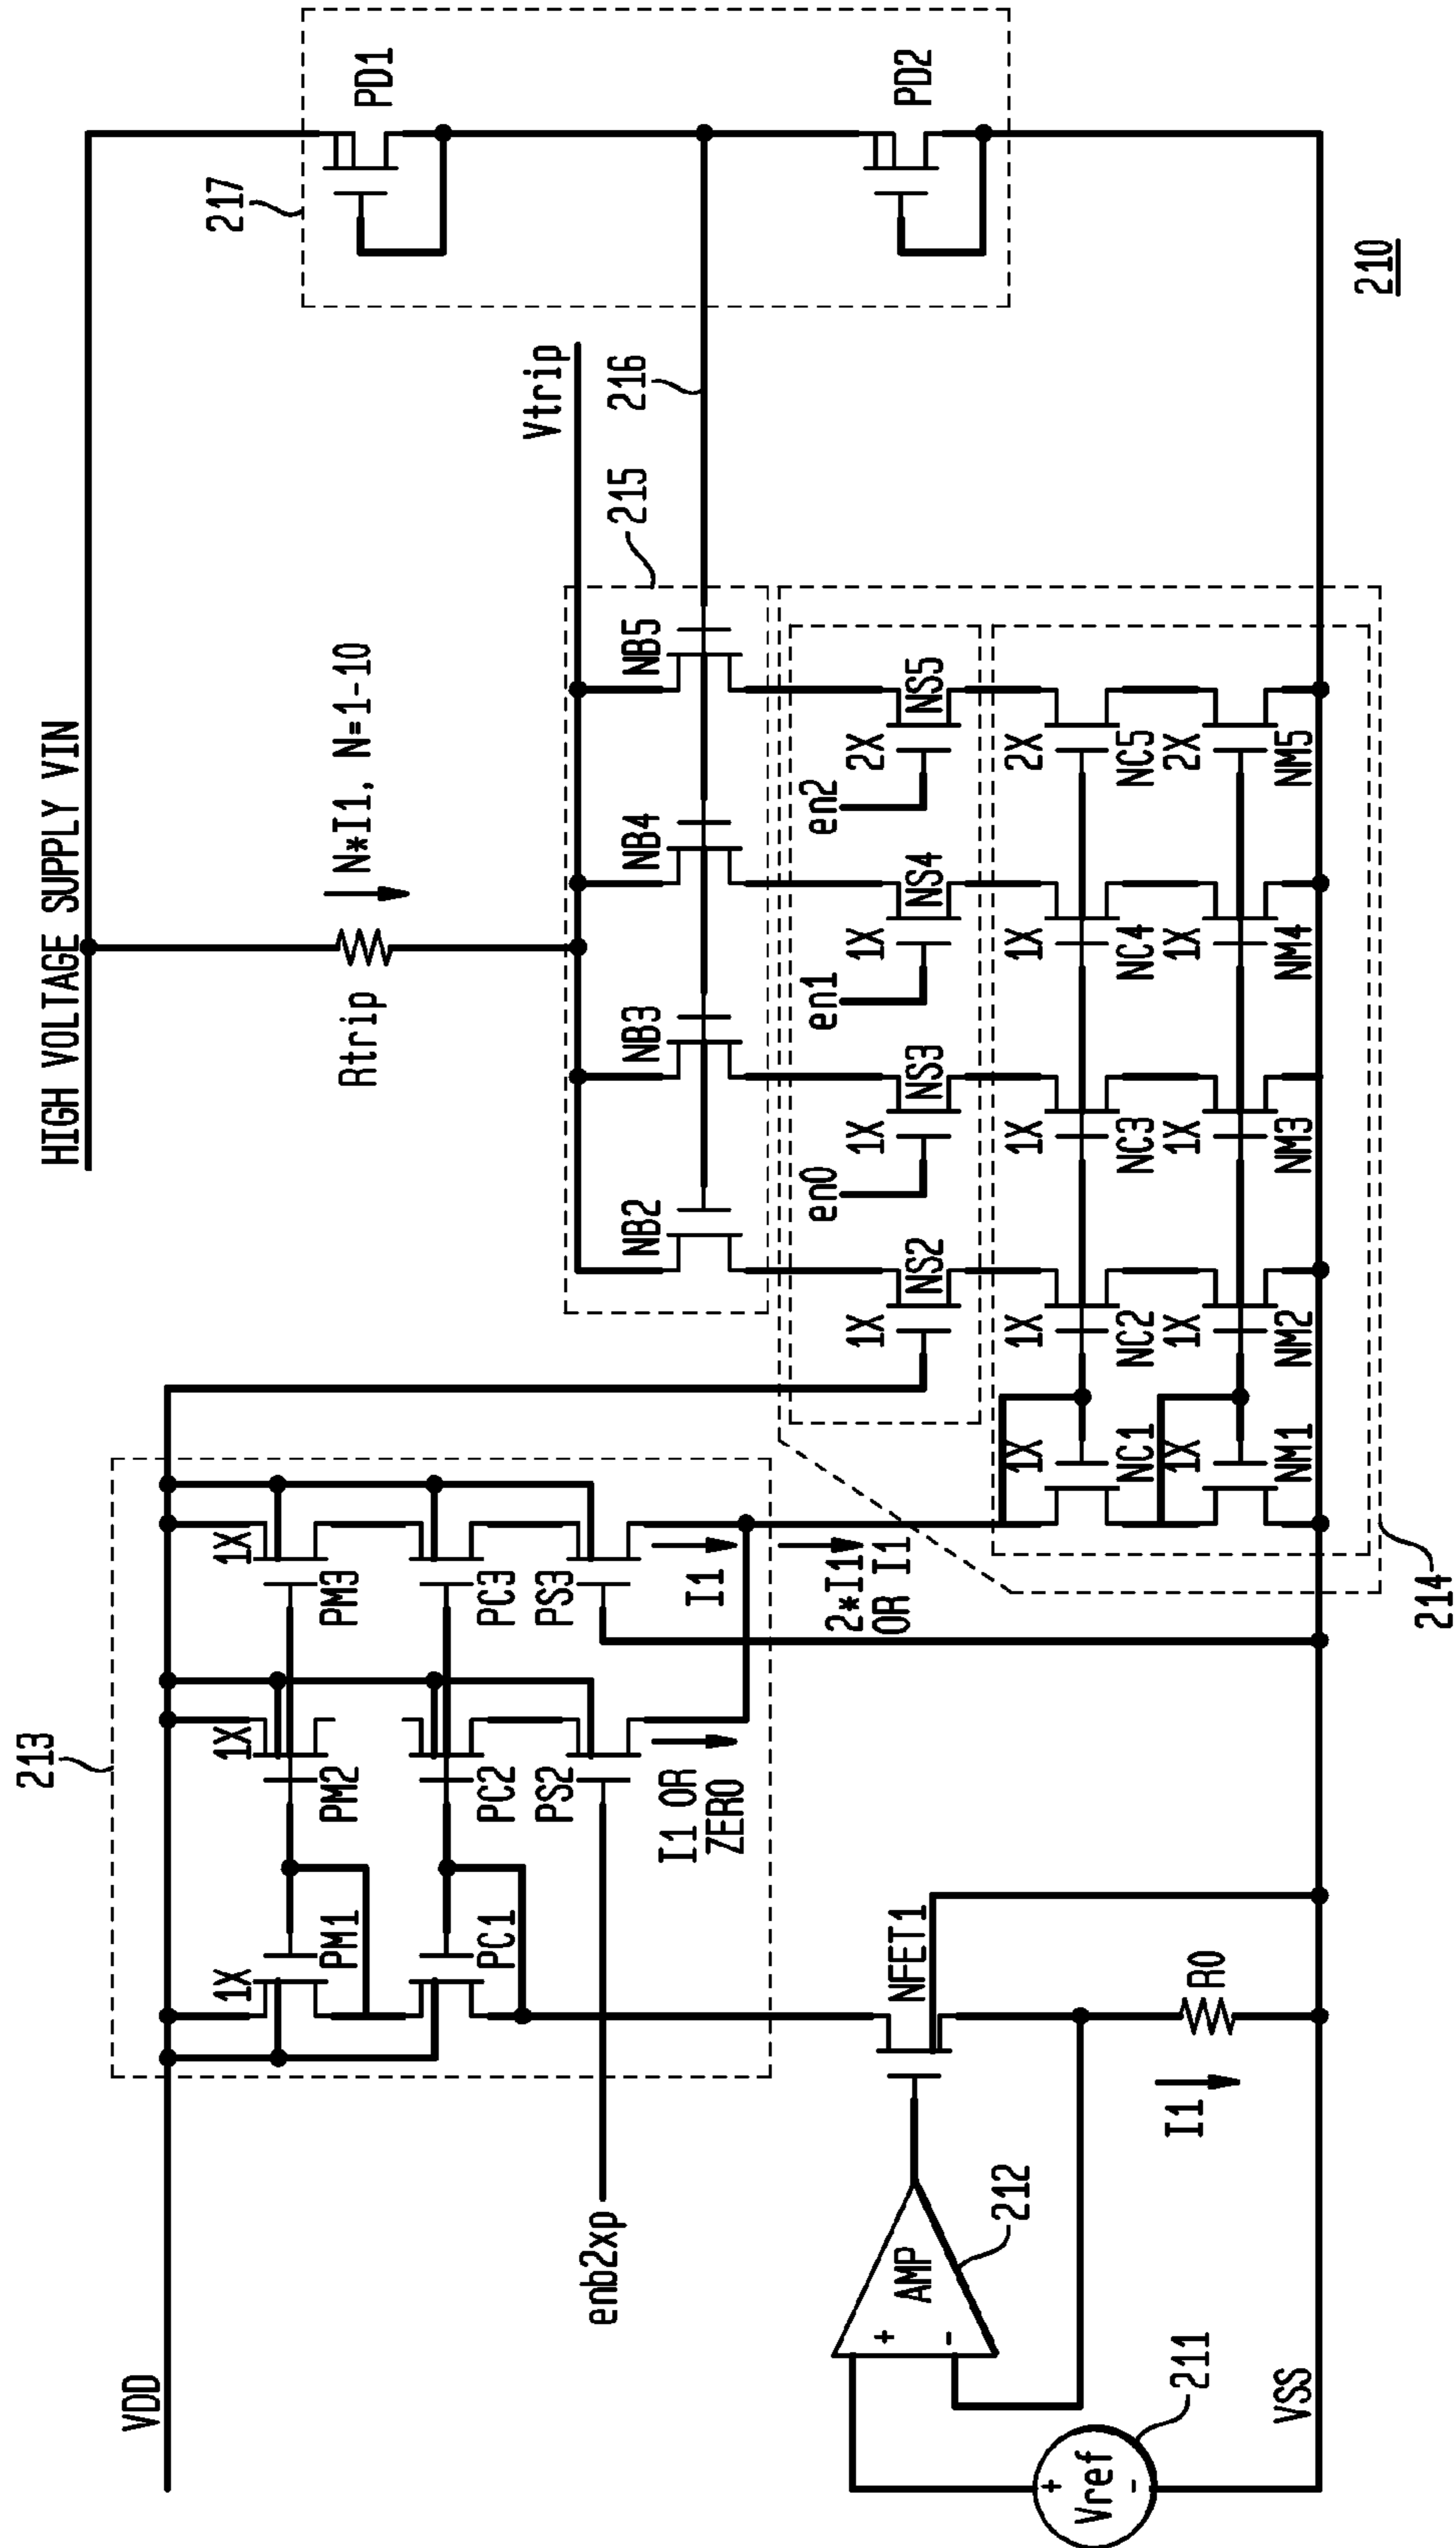 HIGH VOLTAGE SUPPLY VIN
VDD
213
1X
1X
1X
PM1
PM2
PM3
PC1
PC2
PC3
PS2
PS3
enb2xp
I1 OR
ZERO
I1
2*I1
OR I1
Rtrip
N*I1, N=1-10
Vtrip
217
PD1
PD2
216
215
NB2
NB3
NB4
NB5
en0
en1
en2
1X
1X
1X
2X
NS2
NS3
NS4
NS5
1X
1X
1X
1X
2X
NC1
NC2
NC3
NC4
NC5
1X
1X
1X
1X
2X
NM1
NM2
NM3
NM4
NM5
214
NFET1
AMP
+
-
212
R0
I1
Vref
+
-
211
VSS
210